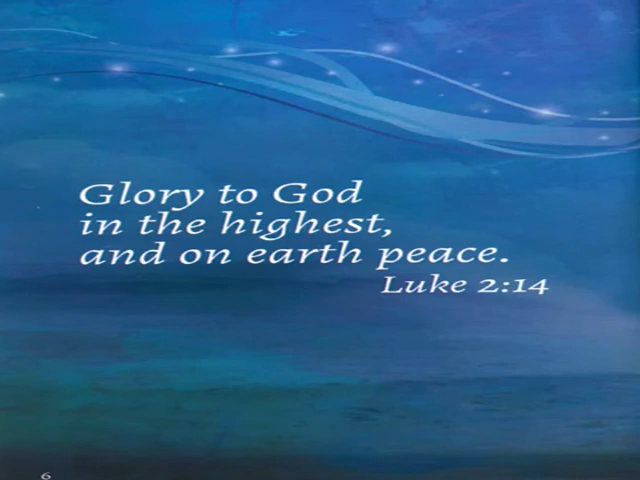 Glory to God
in the highest,
and on earth peace.
Luke 2:14
6